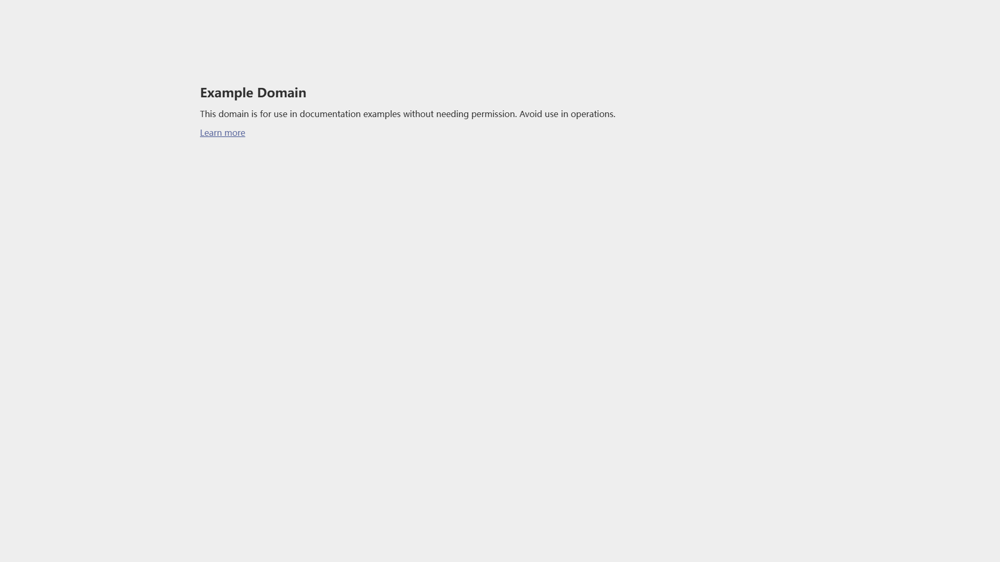 Example Domain
This domain is for use in documentation examples without needing permission. Avoid use in operations.
Learn more